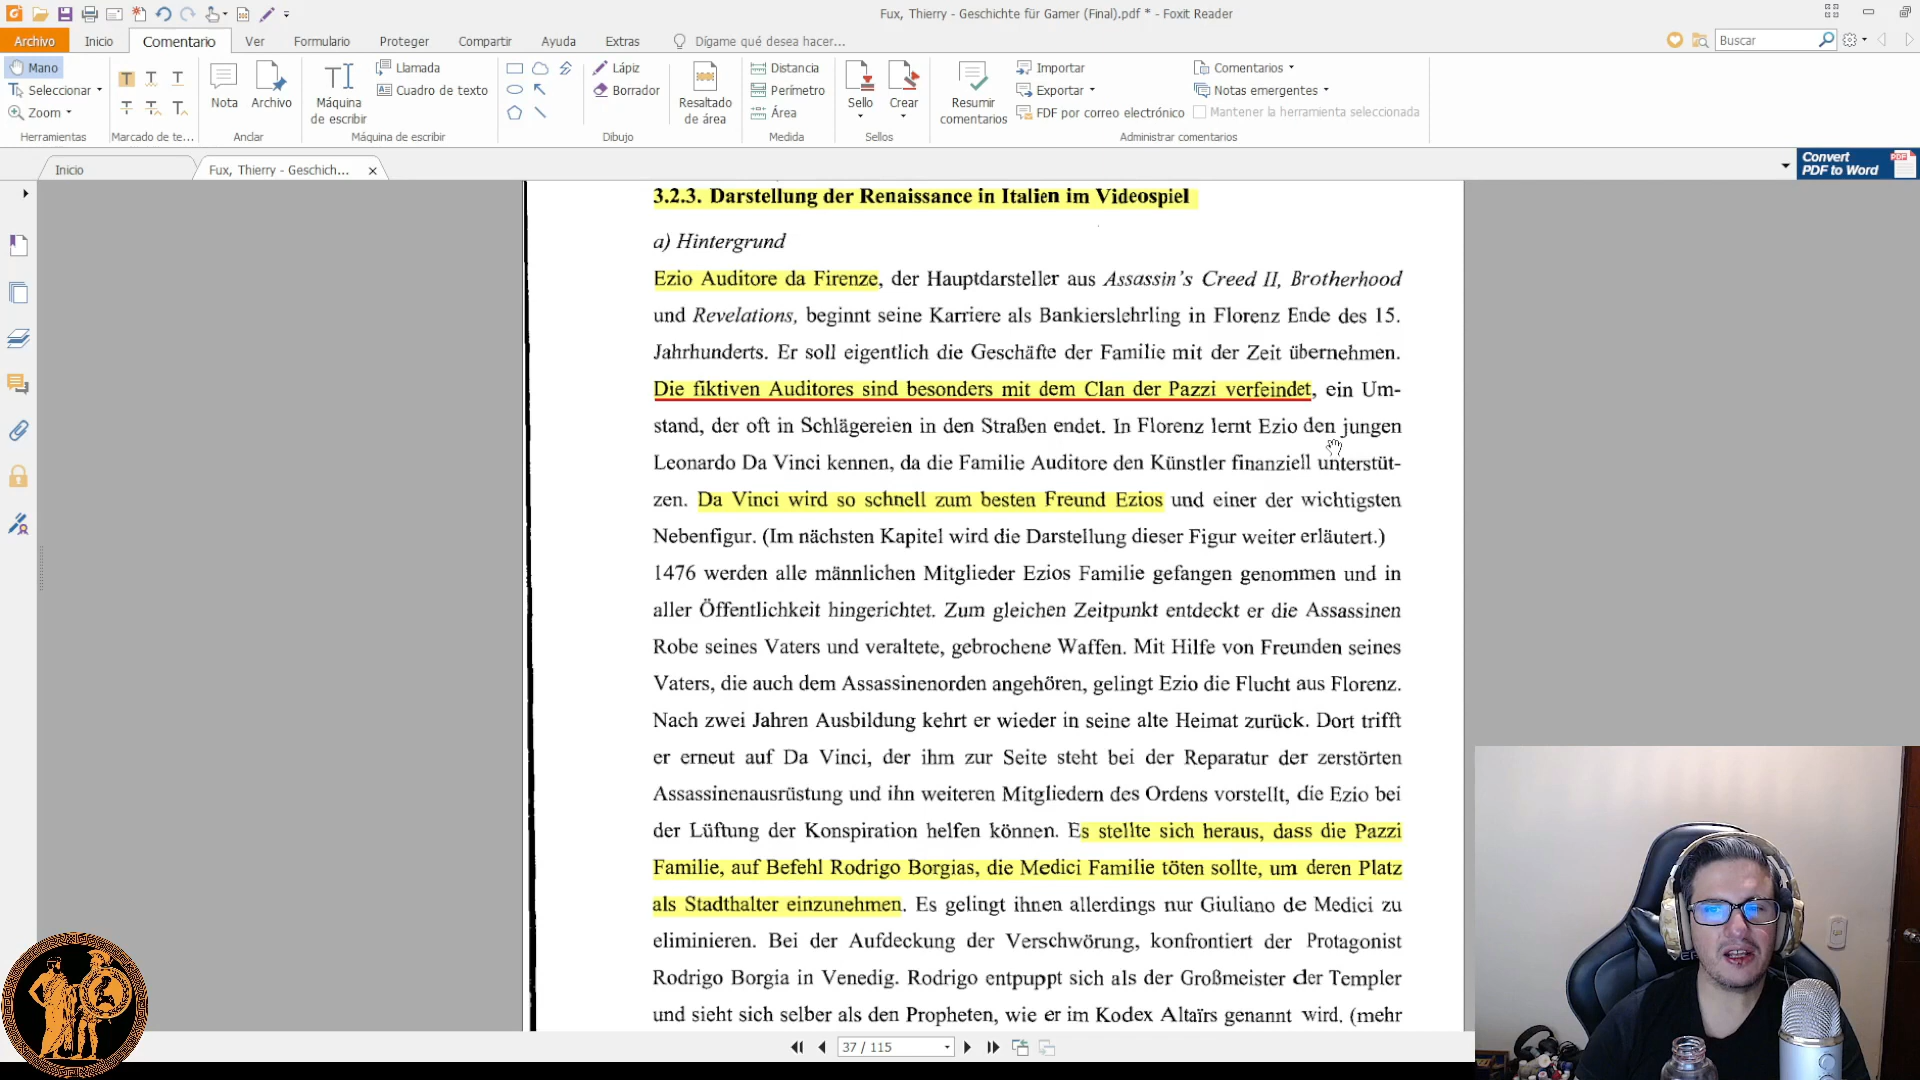 Fux, Thierry - Geschichte für Gamer (Final).pdf * - Foxit Reader
Archivo Inicio Comentario Ver Formulario Proteger Compartir Ayuda Extras Dígame qué desea hacer... Buscar
Mano
Seleccionar
Zoom
Herramientas
Marcado de te...
Nota Archivo
Anclar
Máquina de escribir
Llamada
Cuadro de texto
Máquina de escribir
Lápiz
Borrador
Dibujo
Resaltado de área
Distancia
Perímetro
Área
Medida
Sello Crear
Sellos
Resumir comentarios
Importar
Exportar
FDF por correo electrónico
Comentarios
Notas emergentes
Mantener la herramienta seleccionada
Administrar comentarios
Inicio Fux, Thierry - Geschich...
Convert
PDF to Word
PDF
3.2.3. Darstellung der Renaissance in Italien im Videospiel
a) Hintergrund
Ezio Auditore da Firenze, der Hauptdarsteller aus Assassin's Creed II, Brotherhood
und Revelations, beginnt seine Karriere als Bankierslehrling in Florenz Ende des 15.
Jahrhunderts. Er soll eigentlich die Geschäfte der Familie mit der Zeit übernehmen.
Die fiktiven Auditores sind besonders mit dem Clan der Pazzi verfeindet, ein Um-
stand, der oft in Schlägereien in den Straßen endet. In Florenz lernt Ezio den jungen
Leonardo Da Vinci kennen, da die Familie Auditore den Künstler finanziell unterstüt-
zen. Da Vinci wird so schnell zum besten Freund Ezios und einer der wichtigsten
Nebenfigur. (Im nächsten Kapitel wird die Darstellung dieser Figur weiter erläutert.)
1476 werden alle männlichen Mitglieder Ezios Familie gefangen genommen und in
aller Öffentlichkeit hingerichtet. Zum gleichen Zeitpunkt entdeckt er die Assassinen
Robe seines Vaters und veraltete, gebrochene Waffen. Mit Hilfe von Freunden seines
Vaters, die auch dem Assassinenorden angehören, gelingt Ezio die Flucht aus Florenz.
Nach zwei Jahren Ausbildung kehrt er wieder in seine alte Heimat zurück. Dort trifft
er erneut auf Da Vinci, der ihm zur Seite steht bei der Reparatur der zerstörten
Assassinenausrüstung und ihn weiteren Mitgliedern des Ordens vorstellt, die Ezio bei
der Lüftung der Konspiration helfen können. Es stellte sich heraus, dass die Pazzi
Familie, auf Befehl Rodrigo Borgias, die Medici Familie töten sollte, um deren Platz
als Stadthalter einzunehmen. Es gelingt ihnen allerdings nur Giuliano de Medici zu
eliminieren. Bei der Aufdeckung der Verschwörung, konfrontiert der Protagonist
Rodrigo Borgia in Venedig. Rodrigo entpuppt sich als der Großmeister der Templer
und sieht sich selber als den Propheten, wie er im Kodex Altaïrs genannt wird. (mehr
37 / 115